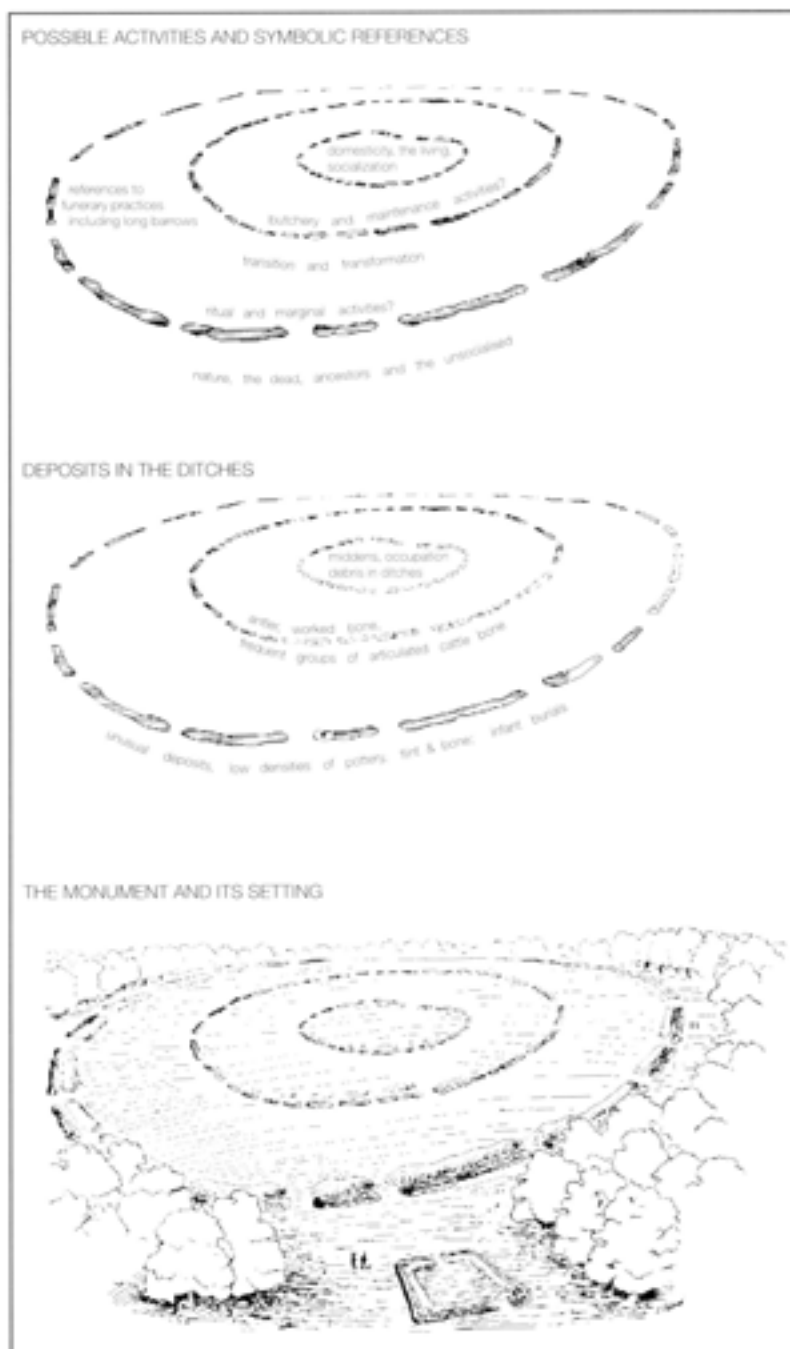 POSSIBLE ACTIVITIES AND SYMBOLIC REFERENCES
domesticity, the living,
socialization
references to
funerary practices
including long barrows
butchery and maintenance activities?
transition and transformation
ritual and marginal activities?
nature, the dead, ancestors and the unsocialised
DEPOSITS IN THE DITCHES
middens, occupation
debris in ditches
antler, worked bone,
frequent groups of articulated cattle bone
unusual deposits, low densities of pottery, flint & bone; infant burials
THE MONUMENT AND ITS SETTING